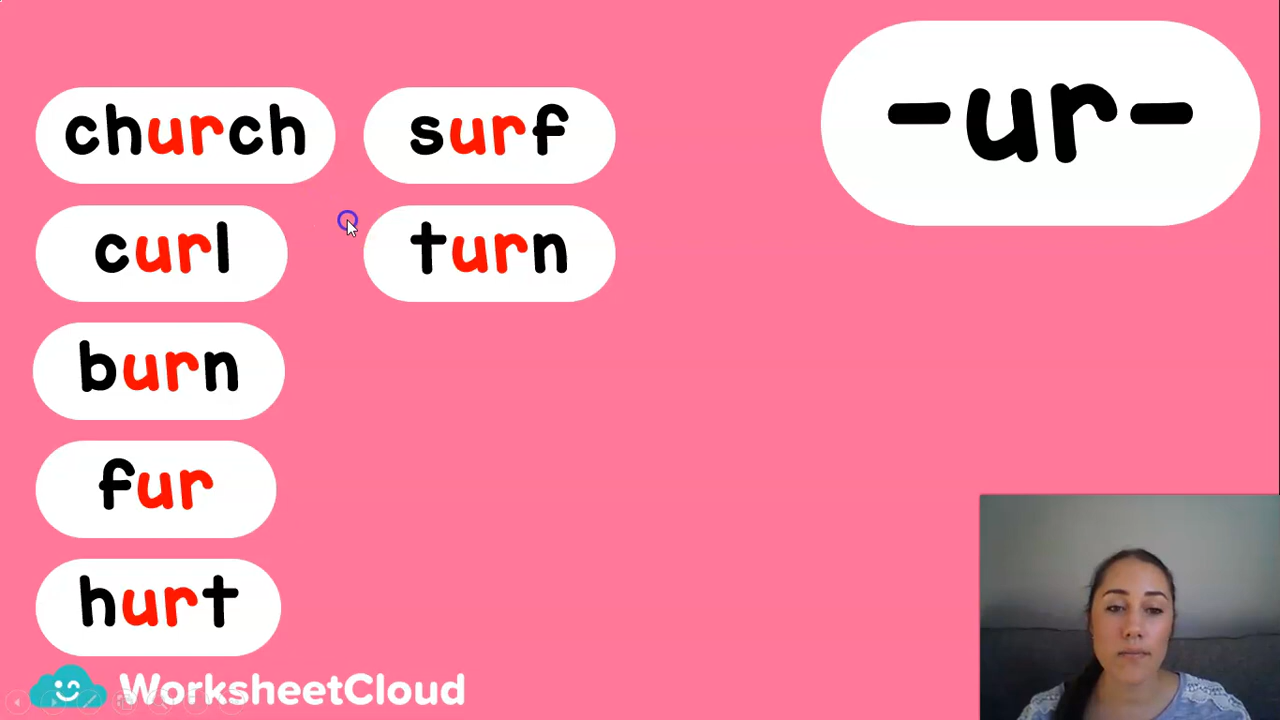 -ur-
church
curl
burn
fur
hurt
surf
turn
WorksheetCloud